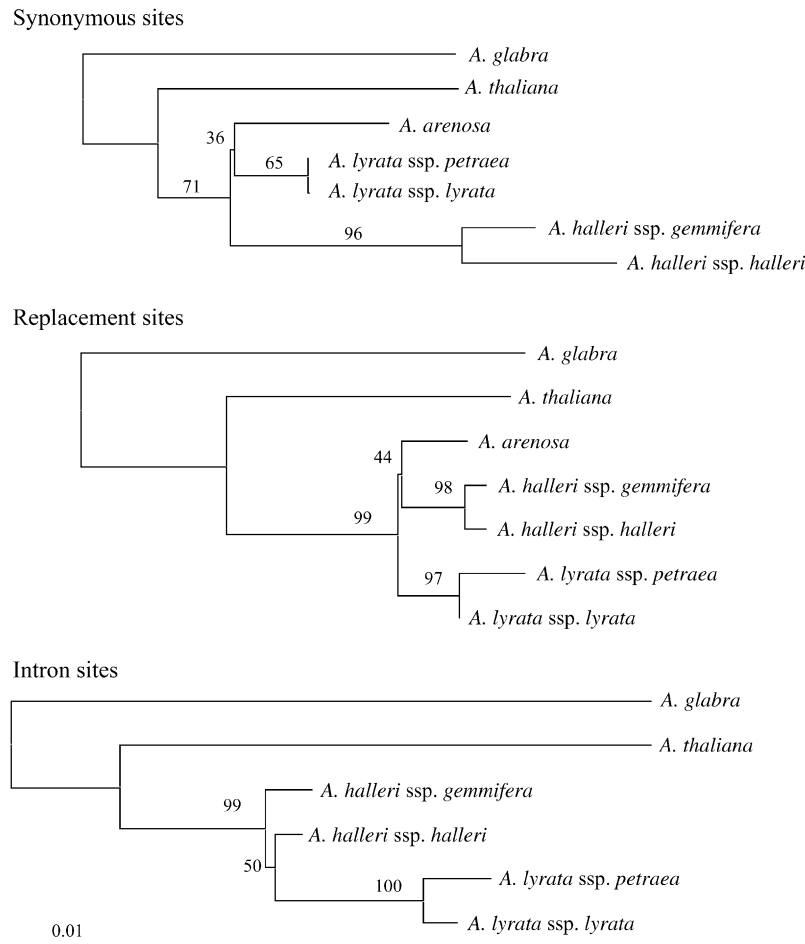 Synonymous sites
A. glabra
A. thaliana
A. arenosa
36
A. lyrata ssp. petraea
65
A. lyrata ssp. lyrata
71
A. halleri ssp. gemmifera
96
A. halleri ssp. halleri
Replacement sites
A. glabra
A. thaliana
A. arenosa
44
98
A. halleri ssp. gemmifera
99
A. halleri ssp. halleri
97
A. lyrata ssp. petraea
A. lyrata ssp. lyrata
Intron sites
A. glabra
A. thaliana
A. halleri ssp. gemmifera
99
A. halleri ssp. halleri
50
100
A. lyrata ssp. petraea
A. lyrata ssp. lyrata
0.01